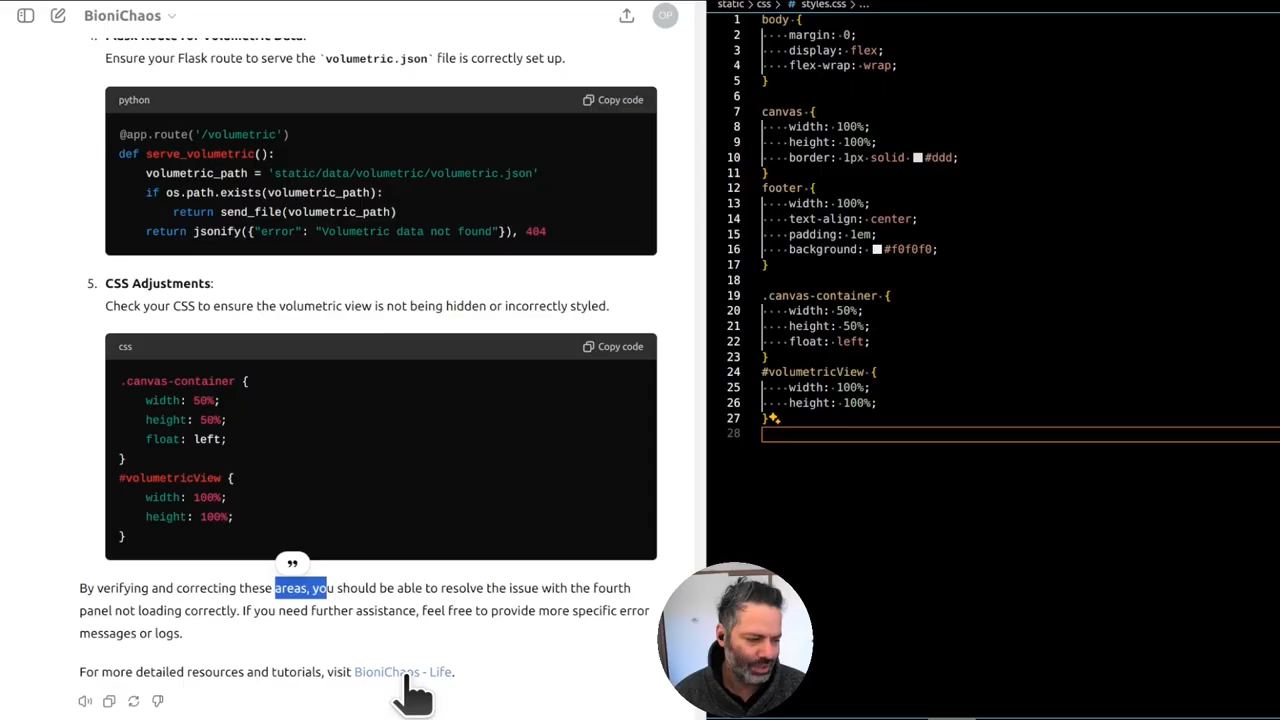 BioniChaos
OP
Flask Route for Volumetric Data:
Ensure your Flask route to serve the `volumetric.json` file is correctly set up.
python
Copy code
@app.route('/volumetric')
def serve_volumetric():
volumetric_path = 'static/data/volumetric/volumetric.json'
if os.path.exists(volumetric_path):
return send_file(volumetric_path)
return jsonify({"error": "Volumetric data not found"}), 404
5. CSS Adjustments:
Check your CSS to ensure the volumetric view is not being hidden or incorrectly styled.
css
Copy code
.canvas-container {
width: 50%;
height: 50%;
float: left;
}
#volumetricView {
width: 100%;
height: 100%;
}
By verifying and correcting these areas, you should be able to resolve the issue with the fourth
panel not loading correctly. If you need further assistance, feel free to provide more specific error
messages or logs.
For more detailed resources and tutorials, visit BioniChaos - Life.
static > css > # styles.css > ...
1 body {
2 ····margin: 0;
3 ····display: flex;
4 ····flex-wrap: wrap;
5 }
6
7 canvas {
8 ····width: 100%;
9 ····height: 100%;
10 ····border: 1px solid #ddd;
11 }
12 footer {
13 ····width: 100%;
14 ····text-align: center;
15 ····padding: 1em;
16 ····background: #f0f0f0;
17 }
18
19 .canvas-container {
20 ····width: 50%;
21 ····height: 50%;
22 ····float: left;
23 }
24 #volumetricView {
25 ····width: 100%;
26 ····height: 100%;
27 }
28